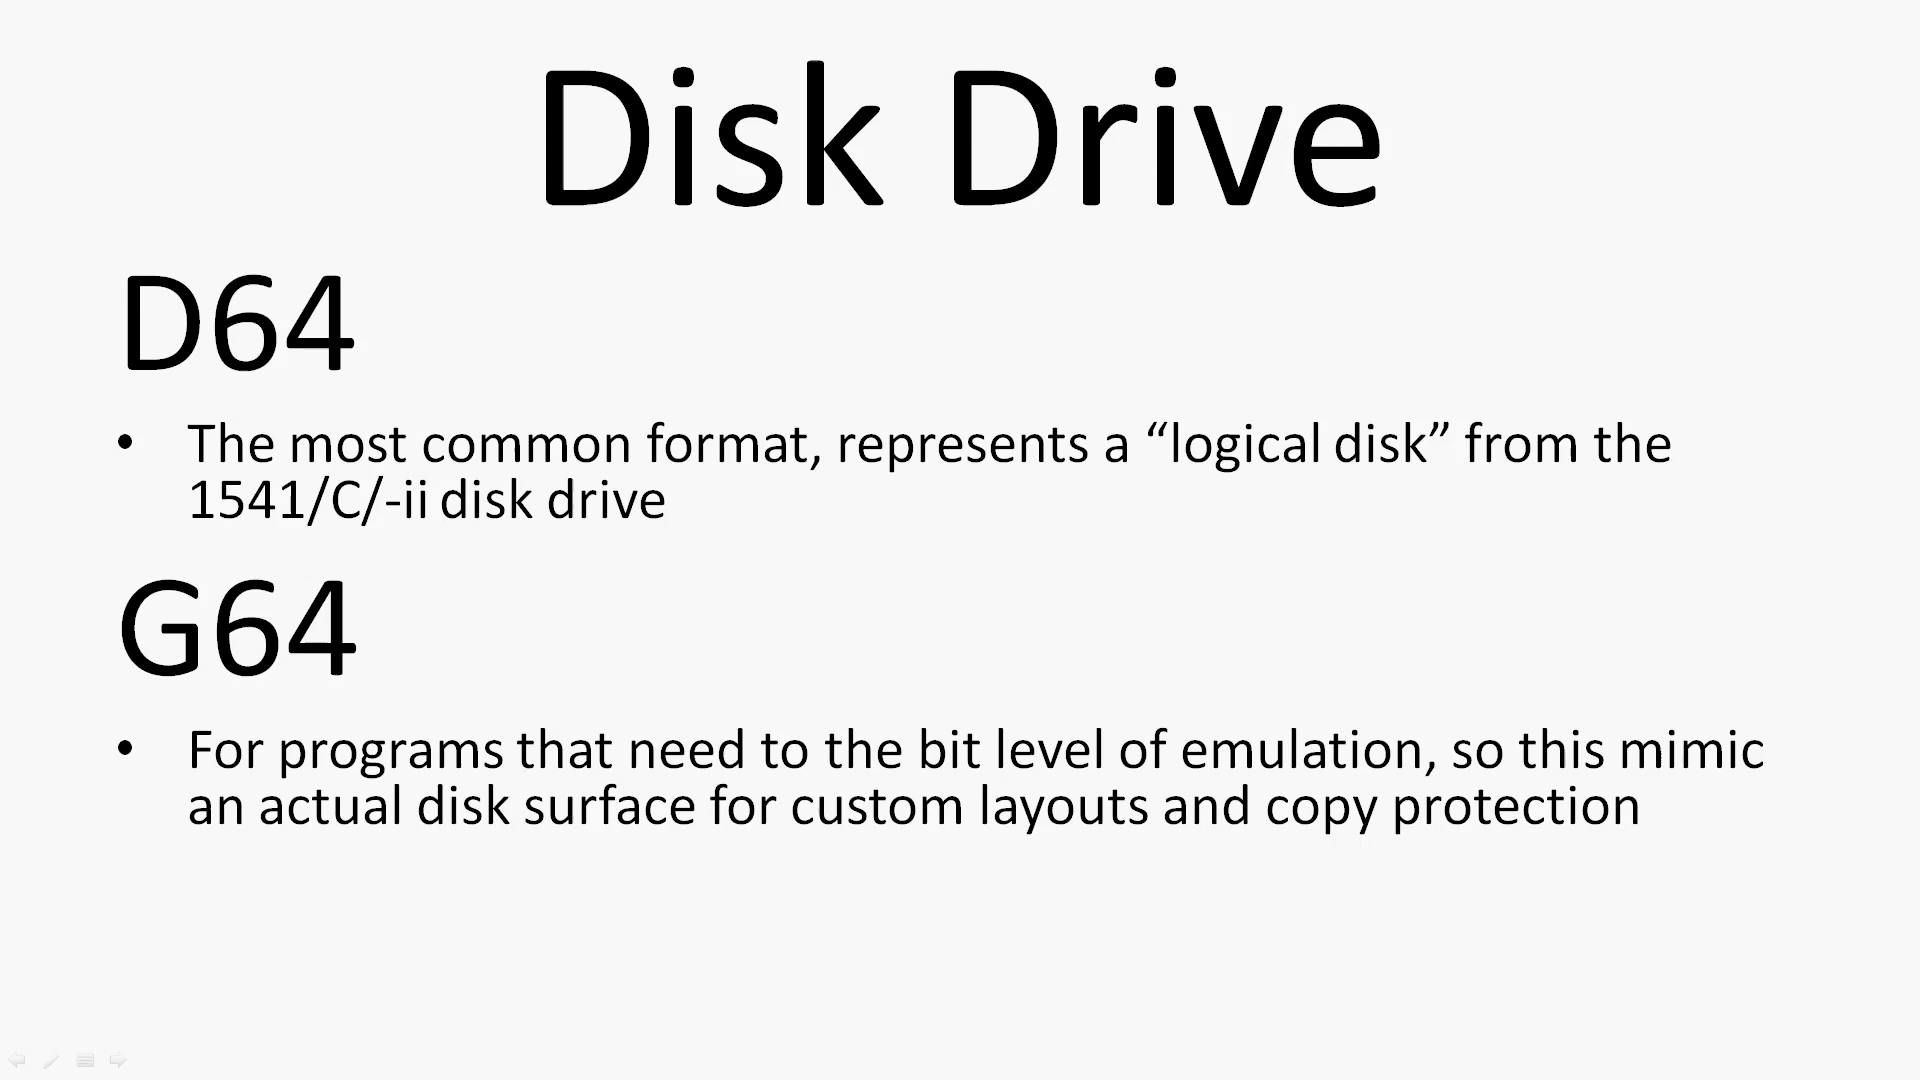 Disk Drive
D64
• The most common format, represents a “logical disk” from the
1541/C/-ii disk drive
G64
• For programs that need to the bit level of emulation, so this mimic
an actual disk surface for custom layouts and copy protection